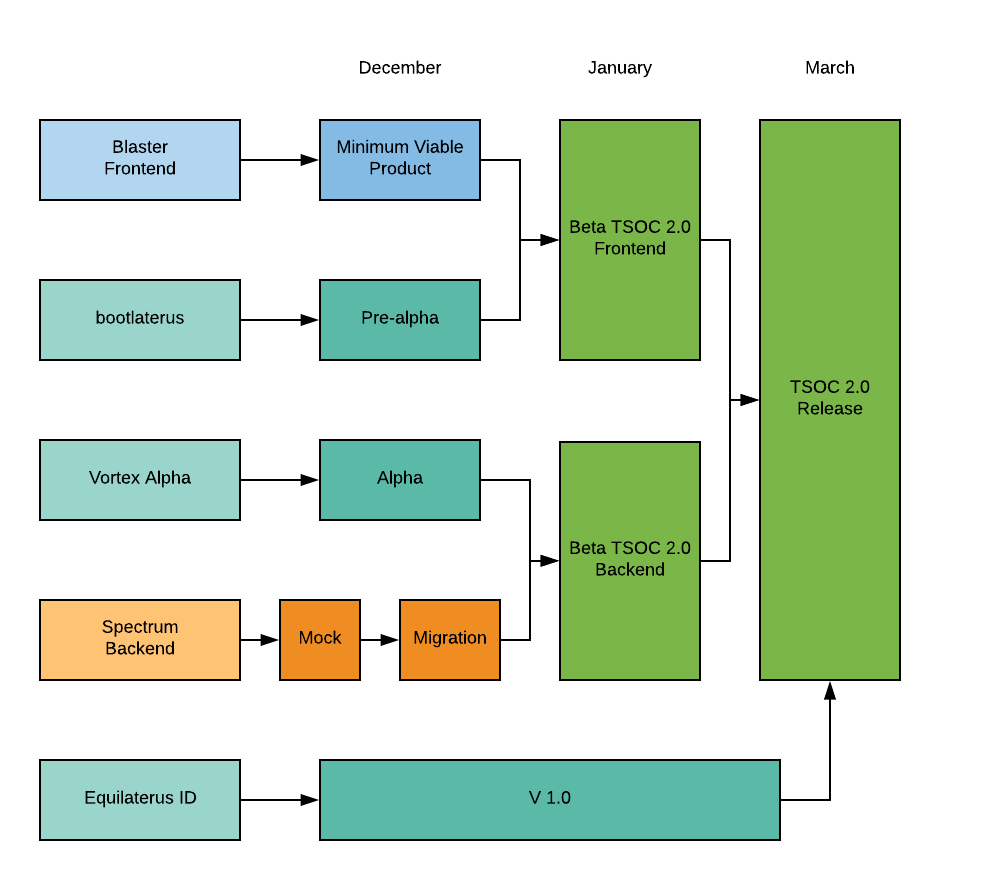 December
January
March
Blaster
Frontend
Minimum Viable
Product
Beta TSOC 2.0
Frontend
bootlaterus
Pre-alpha
TSOC 2.0
Release
Vortex Alpha
Alpha
Beta TSOC 2.0
Backend
Spectrum
Backend
Mock
Migration
Equilaterus ID
V 1.0